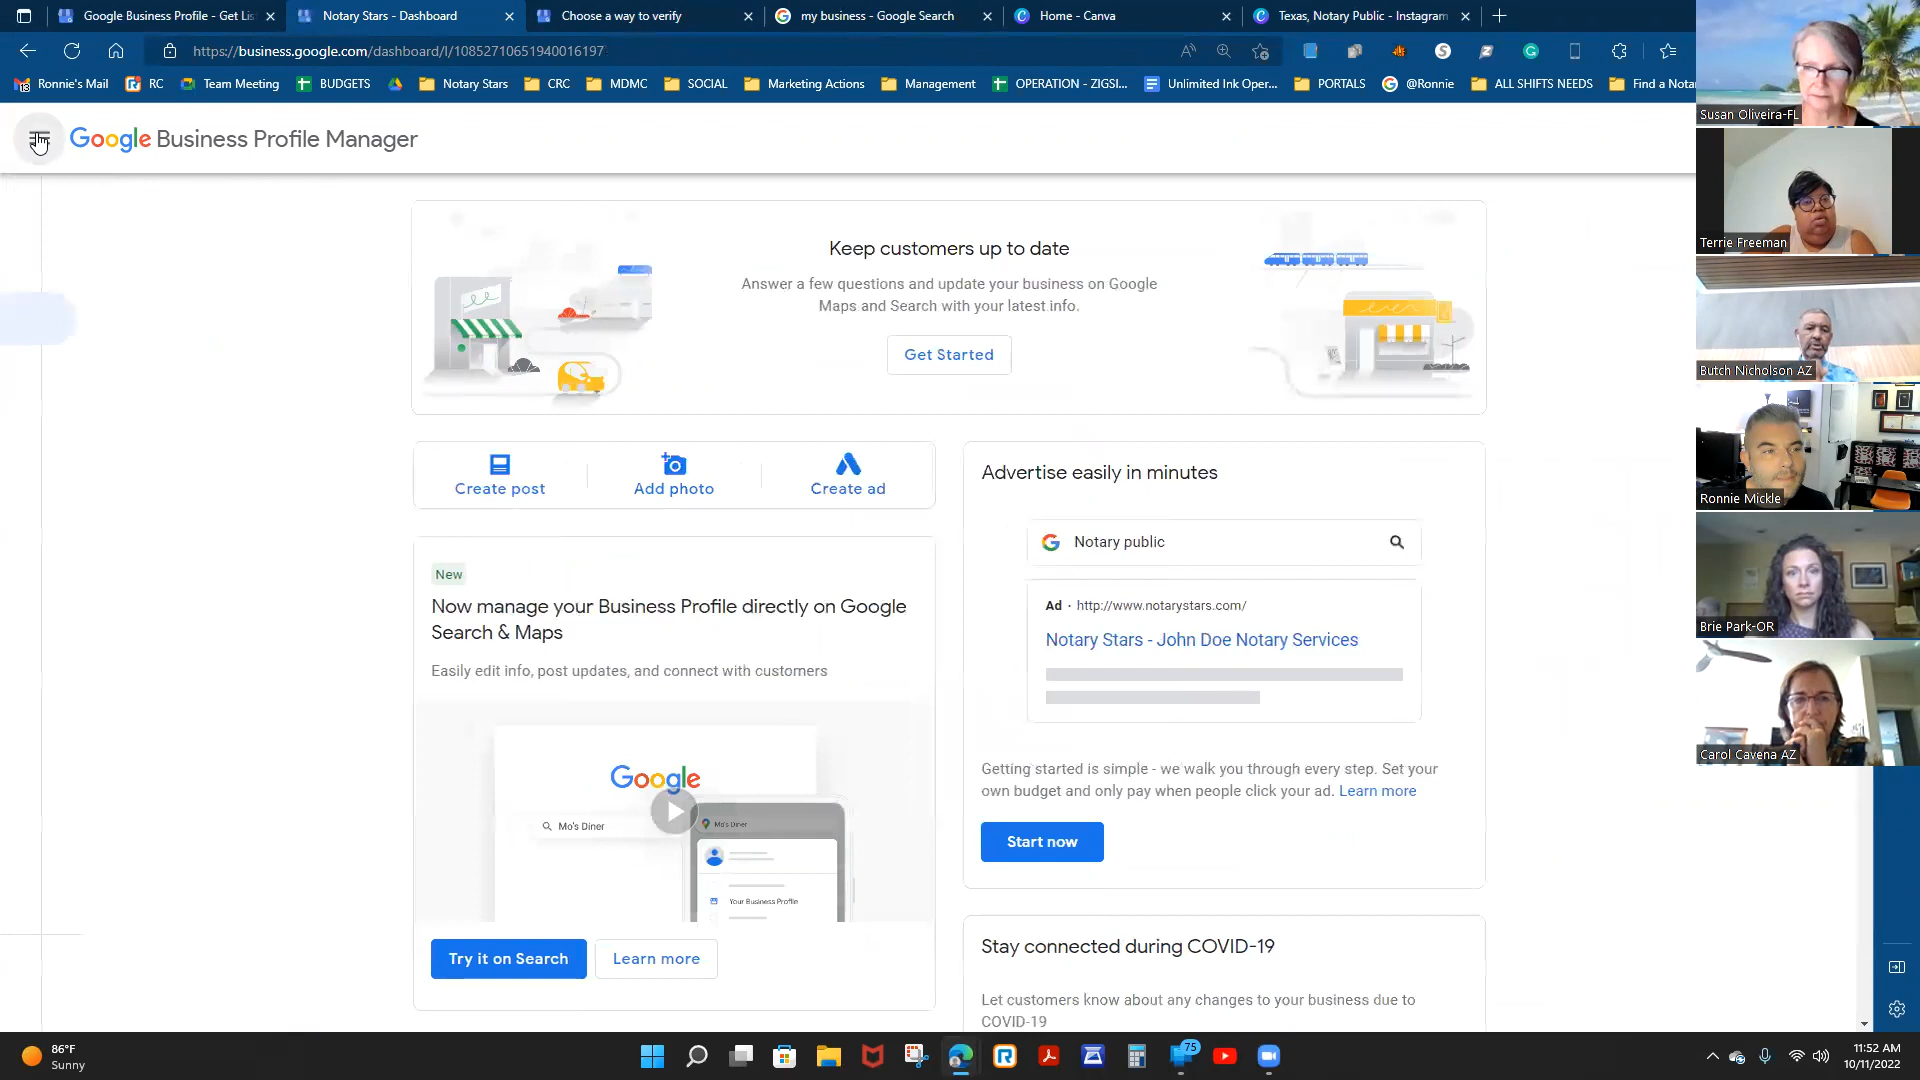 Google Business Profile - Get Lis
Notary Stars - Dashboard
Choose a way to verify
my business - Google Search
Home - Canva
Texas, Notary Public - Instagram
https://business.google.com/dashboard/l/10852710651940016197
Ronnie's Mail
RC
Team Meeting
BUDGETS
Notary Stars
CRC
MDMC
SOCIAL
Marketing Actions
Management
OPERATION - ZIGSI...
Unlimited Ink Oper...
PORTALS
@Ronnie
ALL SHIFTS NEEDS
Find a Nota
Google Business Profile Manager
Keep customers up to date
Answer a few questions and update your business on Google
Maps and Search with your latest info.
Get Started
Create post
Add photo
Create ad
New
Now manage your Business Profile directly on Google
Search & Maps
Easily edit info, post updates, and connect with customers
Google
Mo's Diner
Mo's Diner
Your Business Profile
Try it on Search
Learn more
Advertise easily in minutes
Notary public
Ad · http://www.notarystars.com/
Notary Stars - John Doe Notary Services
Getting started is simple - we walk you through every step. Set your
own budget and only pay when people click your ad. Learn more
Start now
Stay connected during COVID-19
Let customers know about any changes to your business due to
COVID-19
Susan Oliveira-FL
Terrie Freeman
Butch Nicholson AZ
Ronnie Mickle
Brie Park-OR
Carol Cavena AZ
86°F
Sunny
75
11:52 AM
10/11/2022